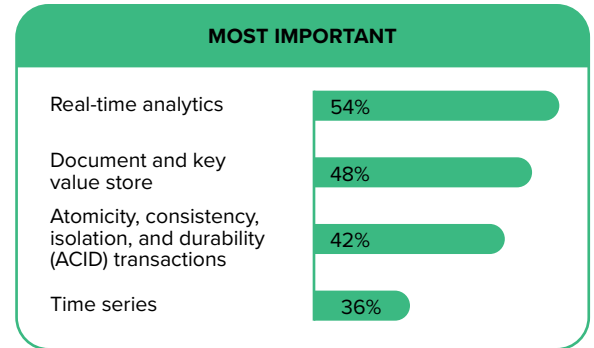 MOST IMPORTANT
Real-time analytics
54%
Document and key
value store
48%
Atomicity, consistency,
isolation, and durability
(ACID) transactions
42%
Time series
36%